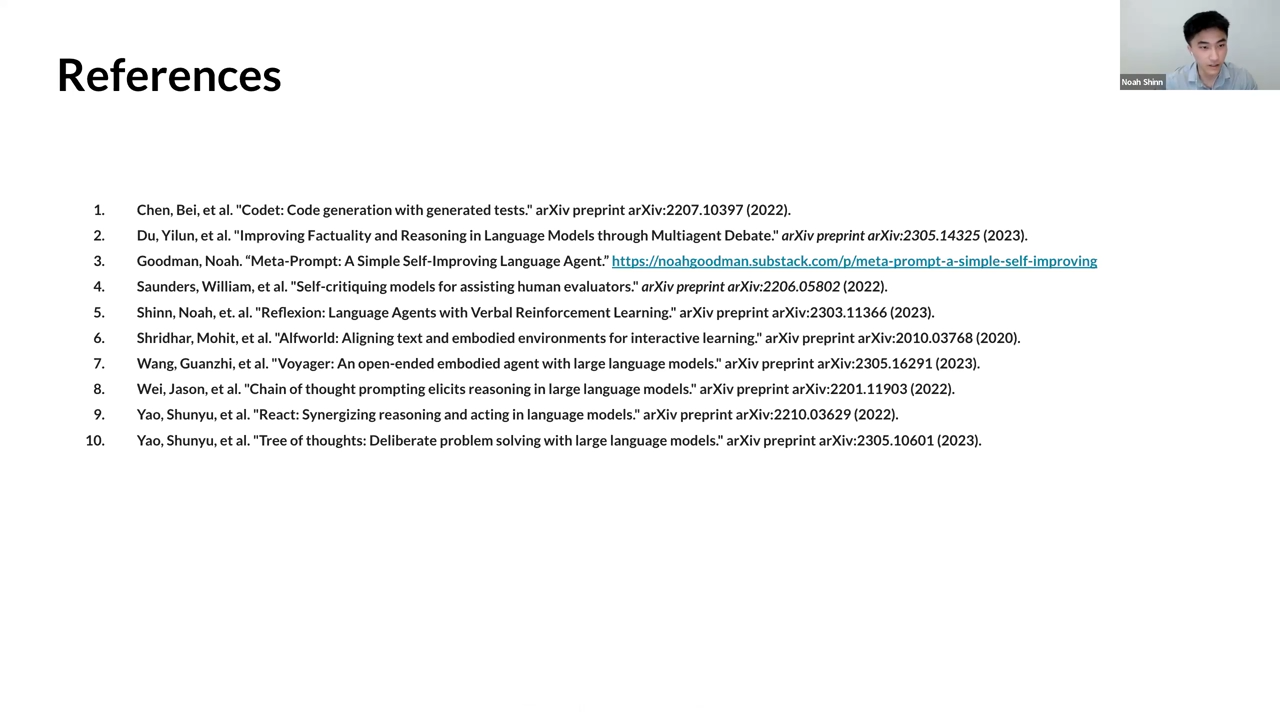 References
Noah Shinn
1. Chen, Bei, et al. "Codet: Code generation with generated tests." arXiv preprint arXiv:2207.10397 (2022).
2. Du, Yilun, et al. "Improving Factuality and Reasoning in Language Models through Multiagent Debate." arXiv preprint arXiv:2305.14325 (2023).
3. Goodman, Noah. “Meta-Prompt: A Simple Self-Improving Language Agent.” https://noahgoodman.substack.com/p/meta-prompt-a-simple-self-improving
4. Saunders, William, et al. "Self-critiquing models for assisting human evaluators." arXiv preprint arXiv:2206.05802 (2022).
5. Shinn, Noah, et. al. "Reflexion: Language Agents with Verbal Reinforcement Learning." arXiv preprint arXiv:2303.11366 (2023).
6. Shridhar, Mohit, et al. "Alfworld: Aligning text and embodied environments for interactive learning." arXiv preprint arXiv:2010.03768 (2020).
7. Wang, Guanzhi, et al. "Voyager: An open-ended embodied agent with large language models." arXiv preprint arXiv:2305.16291 (2023).
8. Wei, Jason, et al. "Chain of thought prompting elicits reasoning in large language models." arXiv preprint arXiv:2201.11903 (2022).
9. Yao, Shunyu, et al. "React: Synergizing reasoning and acting in language models." arXiv preprint arXiv:2210.03629 (2022).
10. Yao, Shunyu, et al. "Tree of thoughts: Deliberate problem solving with large language models." arXiv preprint arXiv:2305.10601 (2023).